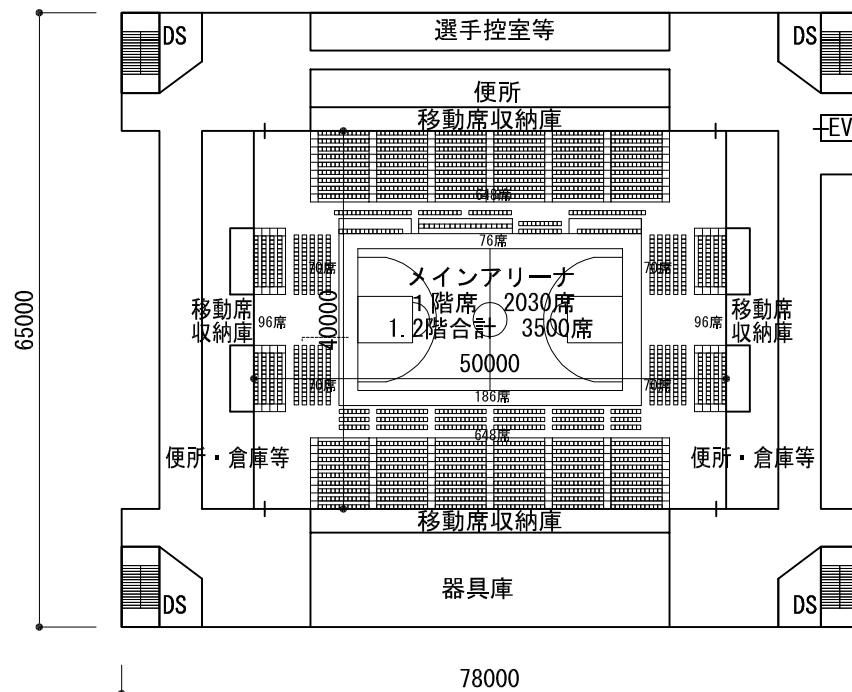 DS
選手控室等
DS
便所
移動席収納庫
EV
648席
76席
70席
70席
メインアリーナ
1階席 2030席
1.2階合計 3500席
移動席
収納庫
96席
96席
移動席
収納庫
65000
40000
50000
70席
70席
186席
648席
便所・倉庫等
便所・倉庫等
移動席収納庫
器具庫
DS
DS
78000